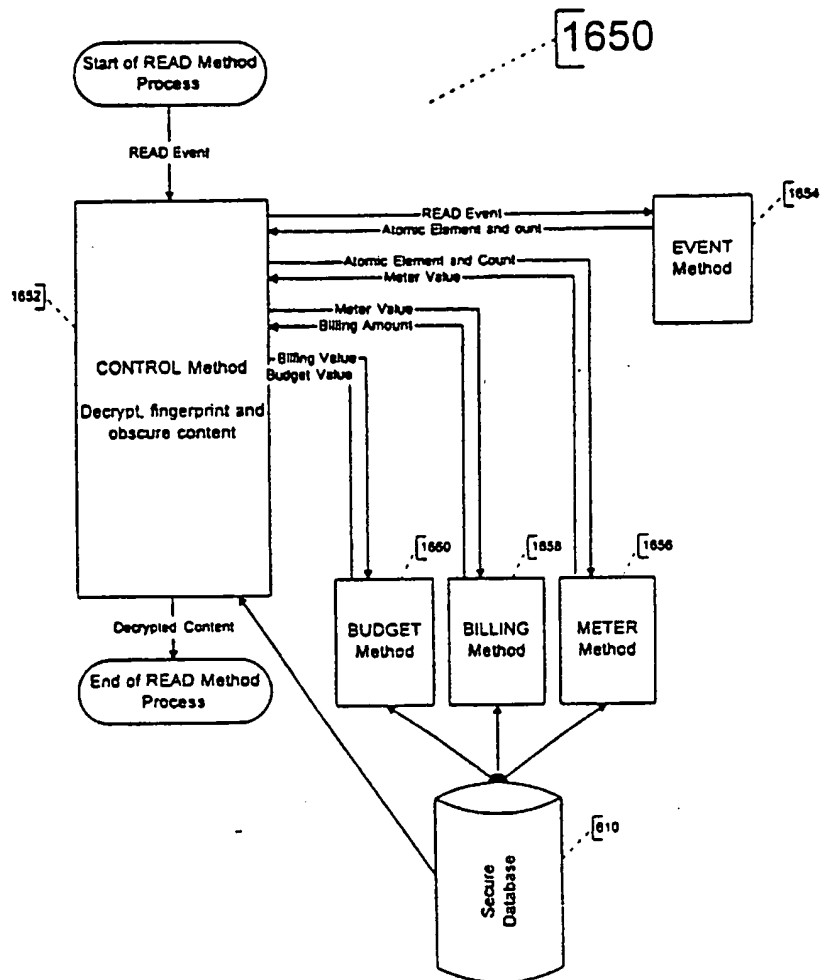 1650
Start of READ Method
Process
READ Event
READ Event
Atomic Element and ount
1654
EVENT
Method
Atomic Element and Count
Meter Value
1652
Meter Value
Billing Amount
CONTROL Method
Decrypt, fingerprint and
obscure content
Billing Value
Budget Value
1660
1658
1656
BUDGET
Method
BILLING
Method
METER
Method
Decrypted Content
End of READ Method
Process
610
Secure
Database